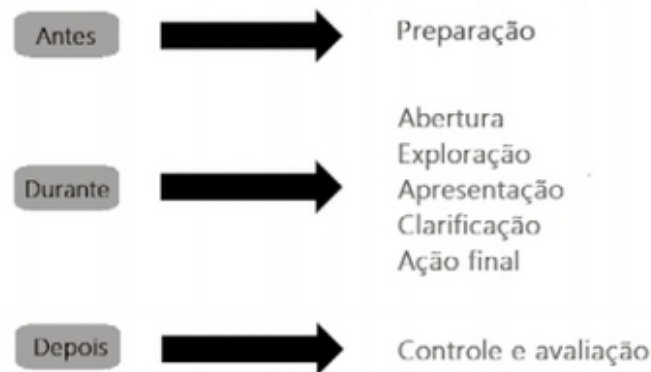 Antes
Preparação
Durante
Abertura
Exploração
Apresentação
Clarificação
Ação final
Depois
Controle e avaliação